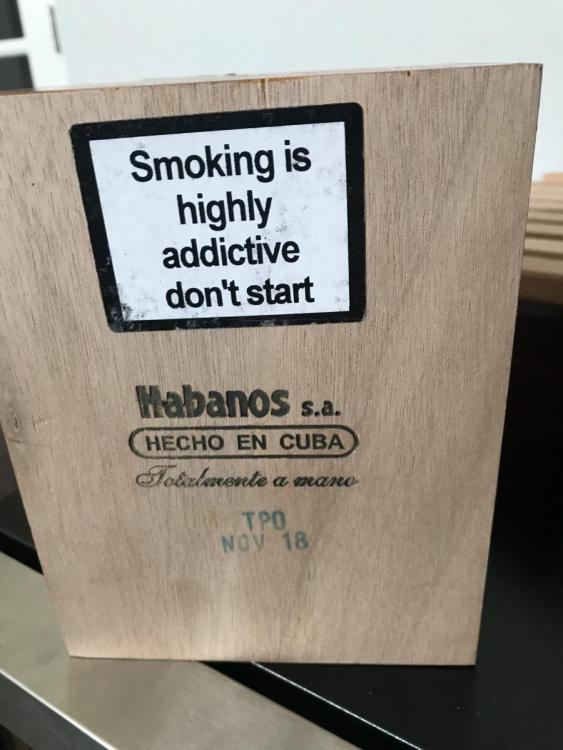 Smoking is
highly
addictive
don't start
Habanos s.a.
HECHO EN CUBA
Totalmente a mano
TPO
NOV 18